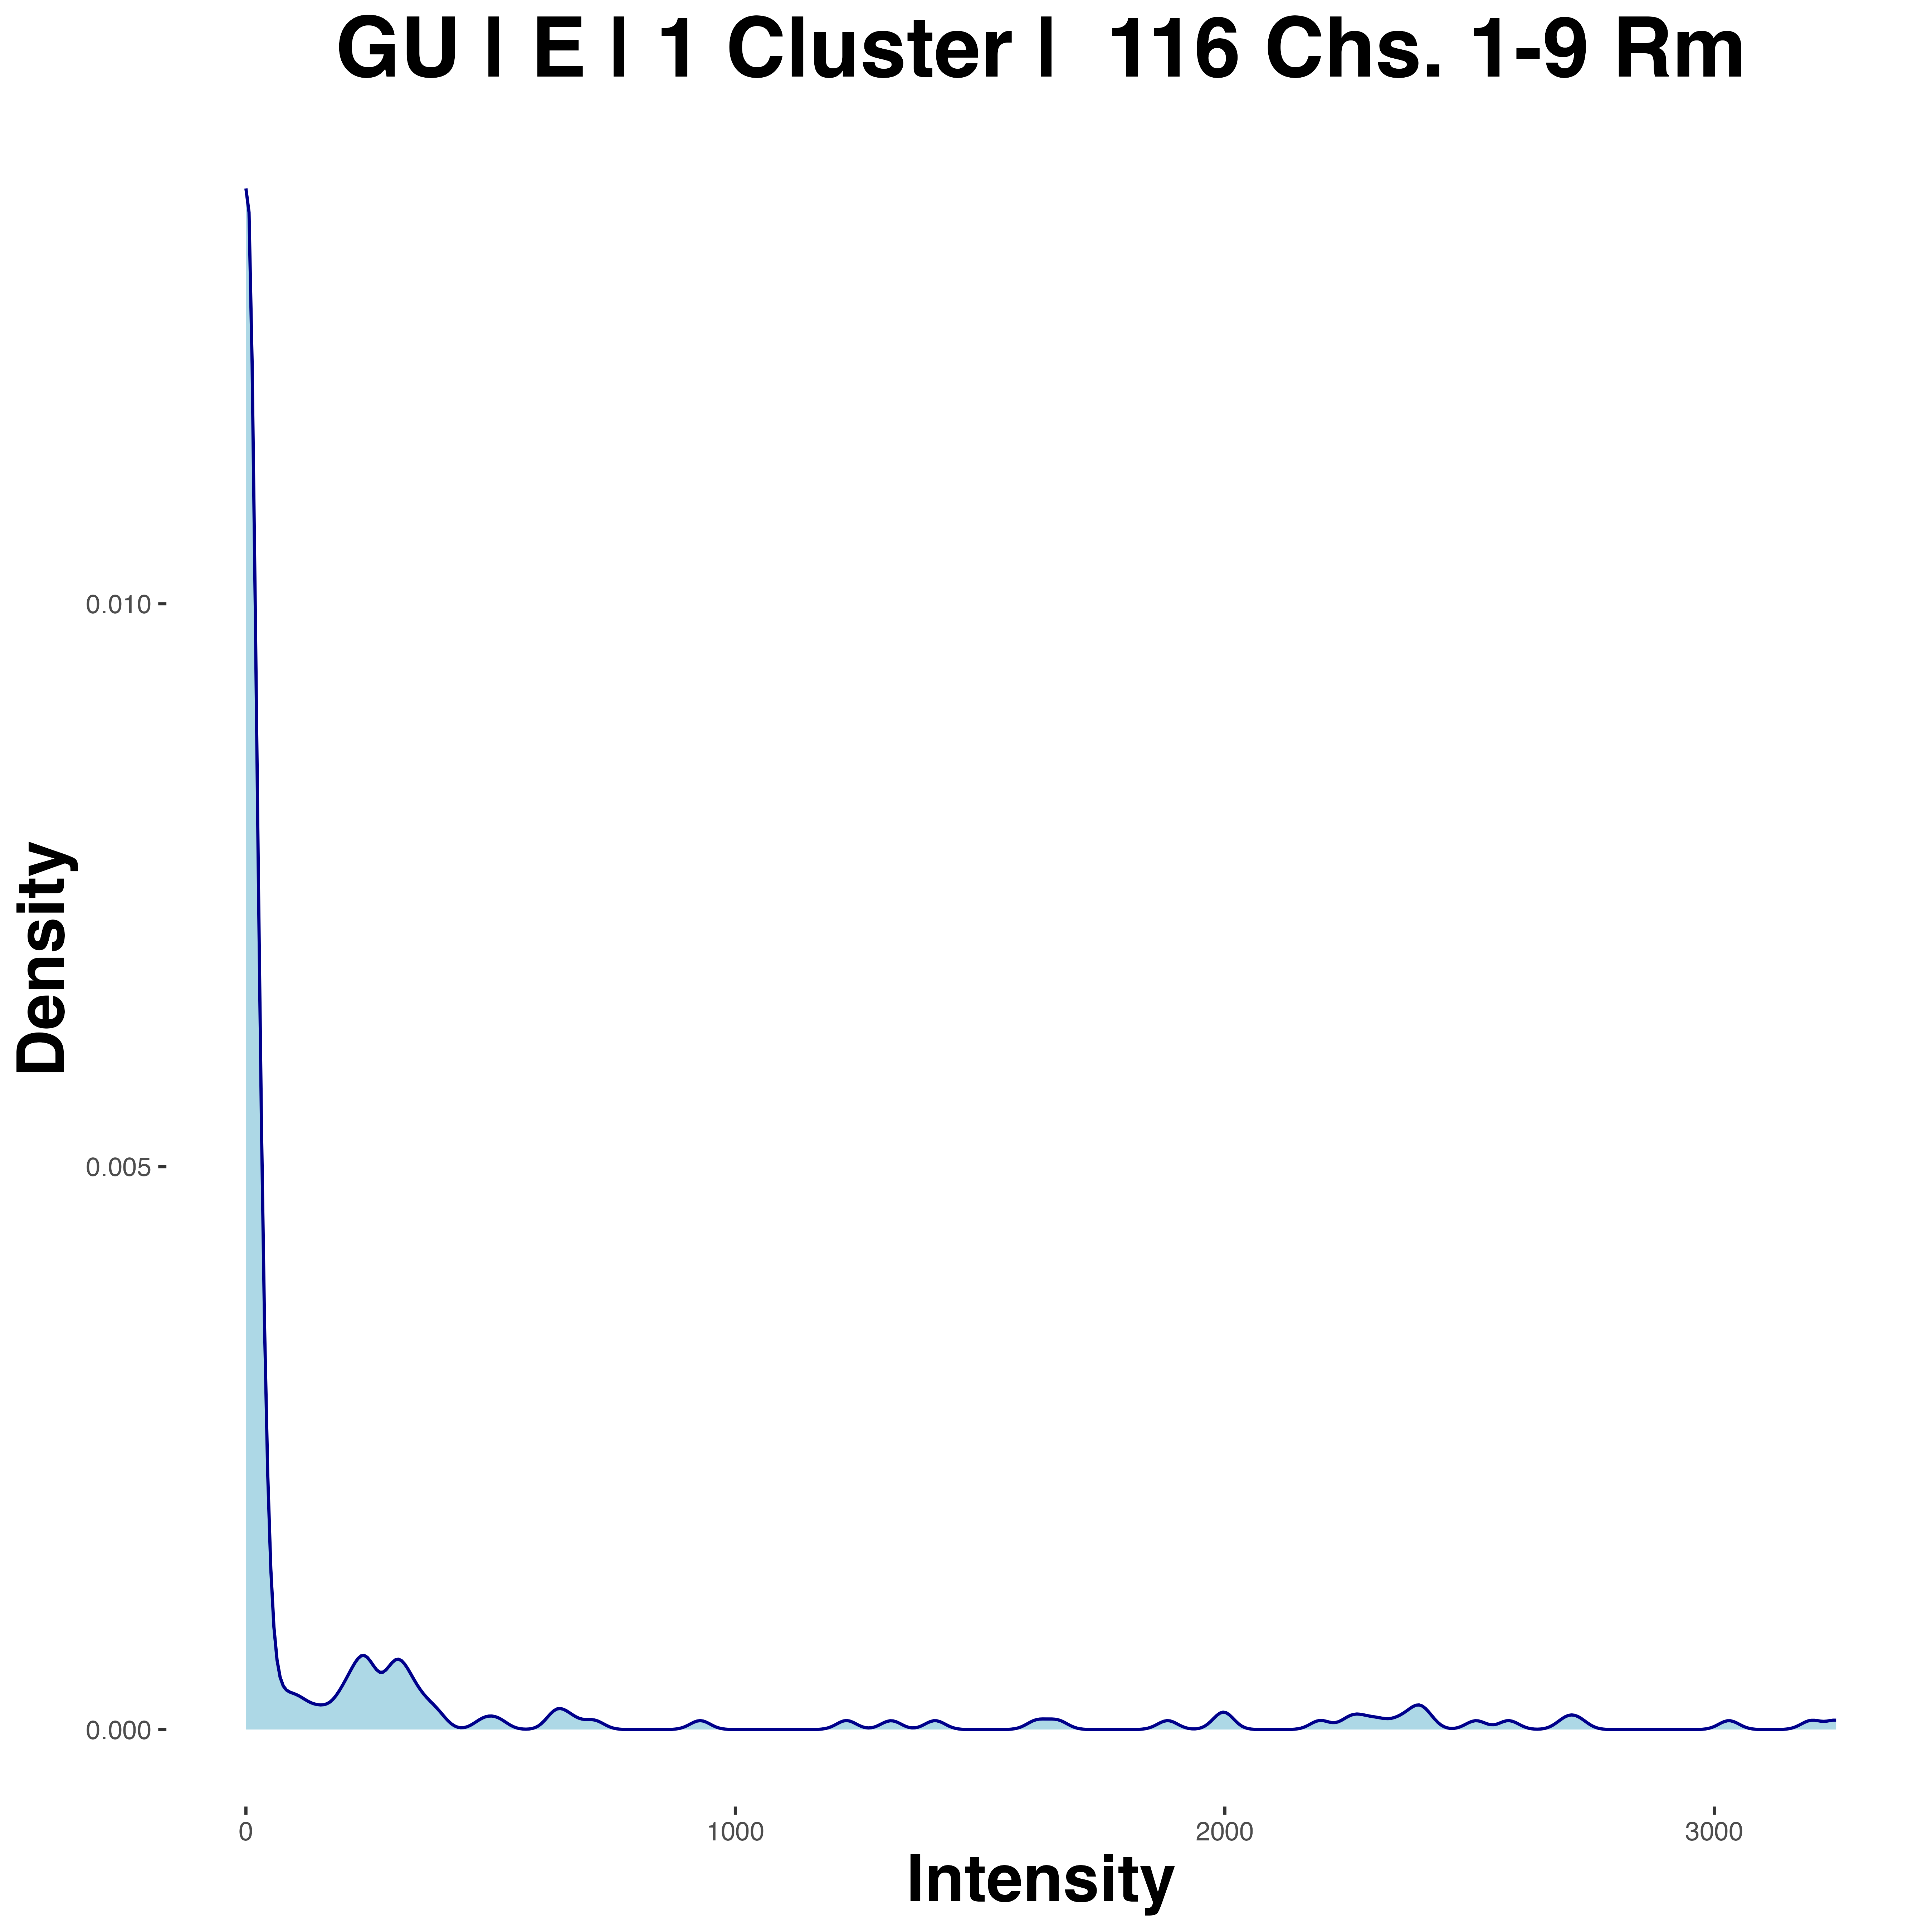 GU | E | 1 Cluster | 116 Chs. 1-9 Rm
Density
0.010
0.005
0.000
0 1000 2000 3000
Intensity